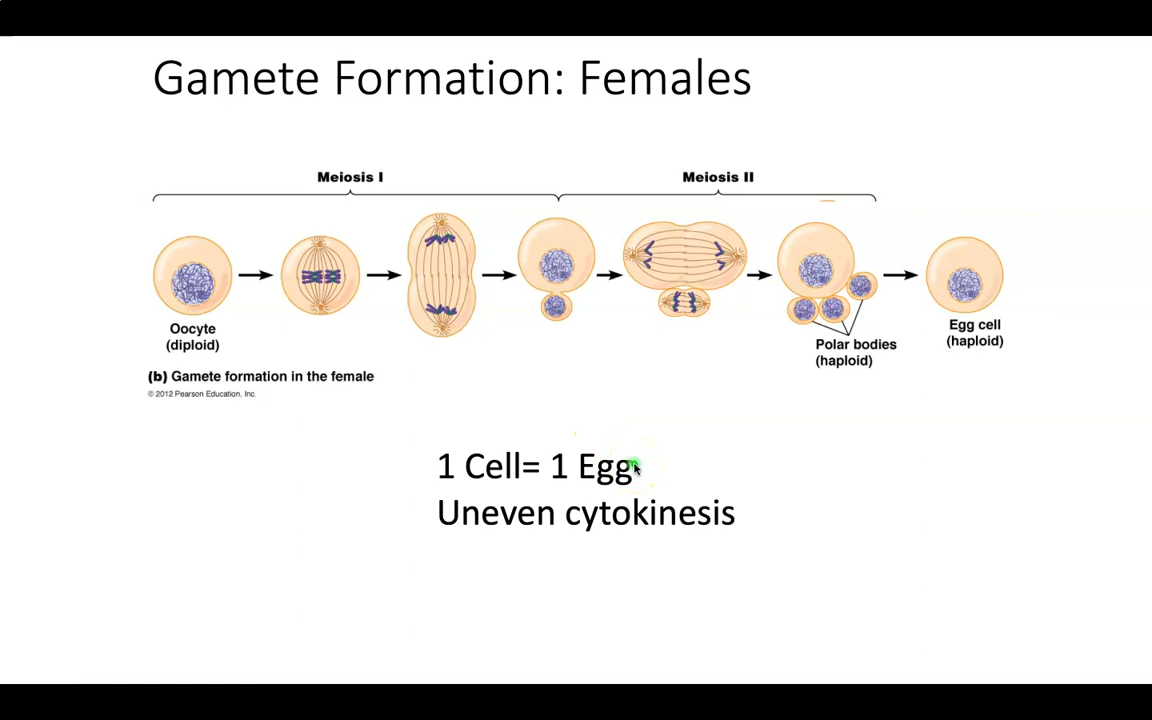 Gamete Formation: Females
Meiosis I
Meiosis II
Oocyte
(diploid)
Polar bodies
(haploid)
Egg cell
(haploid)
(b) Gamete formation in the female
© 2012 Pearson Education, Inc.
1 Cell= 1 Egg
Uneven cytokinesis